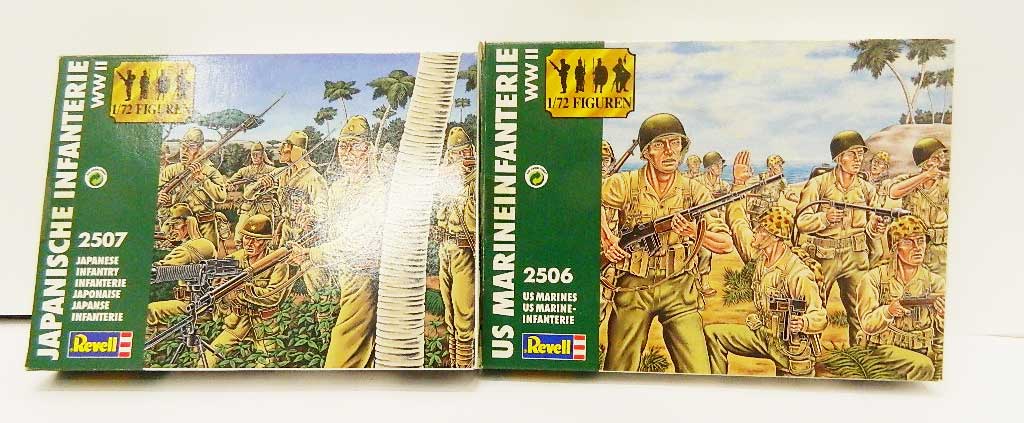 JAPANISCHE INFANTERIE
WW II
1/72 FIGUREN
2507
JAPANESE
INFANTRY
INFANTERIE
JAPONAISE
JAPANSE
INFANTERIE
Revell
US MARINEINFANTERIE
WW II
1/72 FIGUREN
2506
US MARINES
US MARINE-
INFANTERIE
Revell